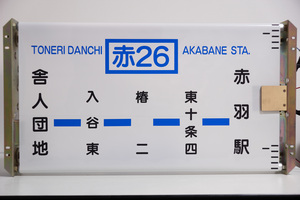 TONERI DANCHI 赤26 AKABANE STA.
舎人団地
入谷東
椿二
東十条四
赤羽駅